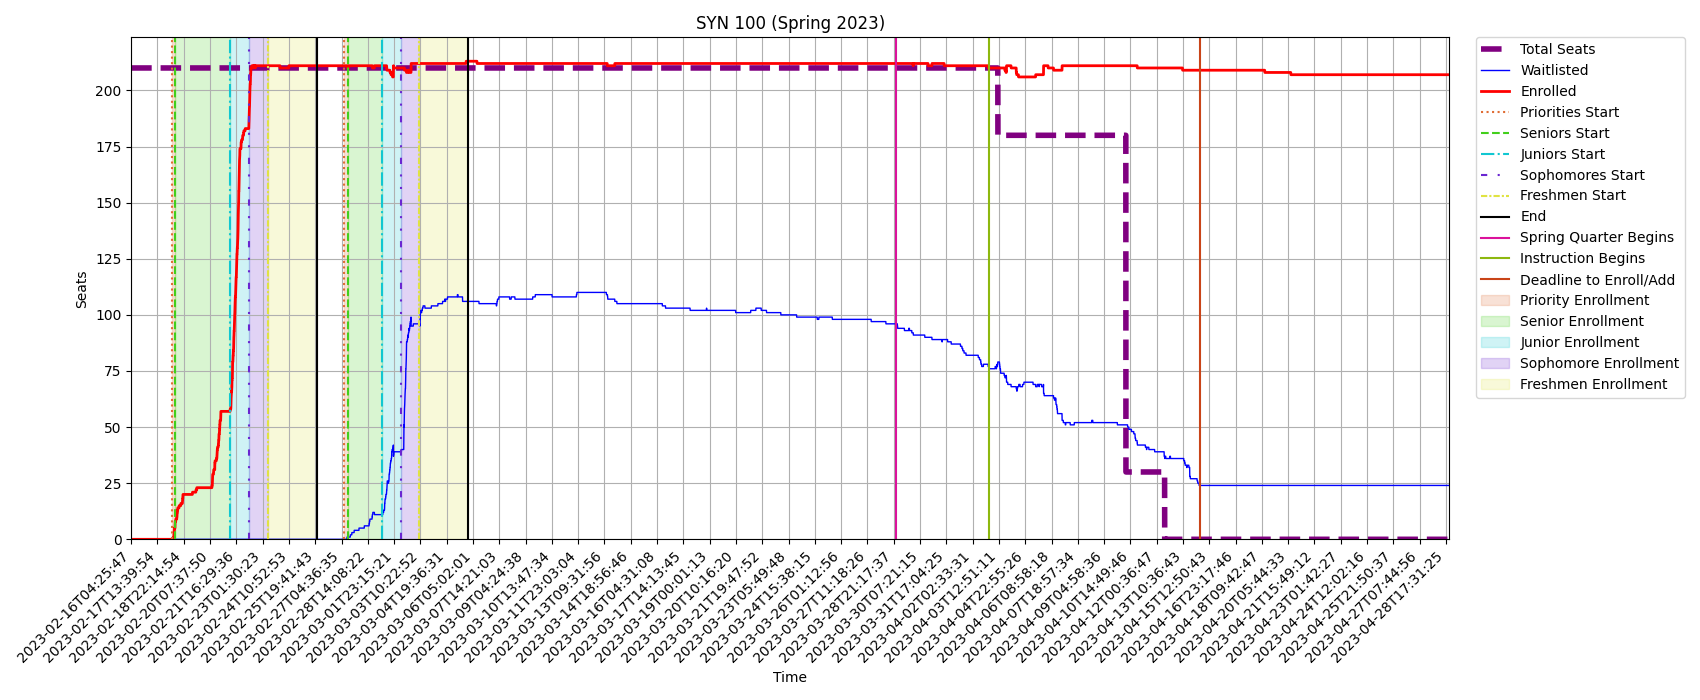 SYN 100 (Spring 2023)
Seats
200
175
150
125
100
75
50
25
0
2023-02-16T04:25:47
2023-02-17T13:39:54
2023-02-18T22:14:54
2023-02-20T07:37:50
2023-02-21T16:29:36
2023-02-23T01:30:23
2023-02-24T10:52:53
2023-02-25T19:41:43
2023-02-27T04:36:35
2023-02-28T14:08:22
2023-03-01T23:15:21
2023-03-03T10:22:52
2023-03-04T19:36:31
2023-03-06T05:02:01
2023-03-07T14:21:03
2023-03-09T04:24:38
2023-03-10T13:47:34
2023-03-11T23:03:04
2023-03-13T09:31:56
2023-03-14T18:56:46
2023-03-16T04:31:08
2023-03-17T14:13:45
2023-03-19T00:01:13
2023-03-20T10:16:20
2023-03-21T19:47:52
2023-03-23T05:49:48
2023-03-24T15:38:15
2023-03-26T01:12:56
2023-03-27T11:18:26
2023-03-28T21:17:37
2023-03-30T07:21:15
2023-03-31T17:04:25
2023-04-02T02:33:31
2023-04-03T12:51:11
2023-04-04T22:55:26
2023-04-06T08:58:18
2023-04-07T18:57:34
2023-04-09T04:58:36
2023-04-10T14:49:46
2023-04-12T00:36:47
2023-04-13T10:36:43
2023-04-15T12:50:43
2023-04-16T23:17:46
2023-04-18T09:42:47
2023-04-20T05:44:33
2023-04-21T15:49:12
2023-04-23T01:42:27
2023-04-24T12:02:16
2023-04-25T21:50:37
2023-04-27T07:44:56
2023-04-28T17:31:25
Time
Total Seats
Waitlisted
Enrolled
Priorities Start
Seniors Start
Juniors Start
Sophomores Start
Freshmen Start
End
Spring Quarter Begins
Instruction Begins
Deadline to Enroll/Add
Priority Enrollment
Senior Enrollment
Junior Enrollment
Sophomore Enrollment
Freshmen Enrollment